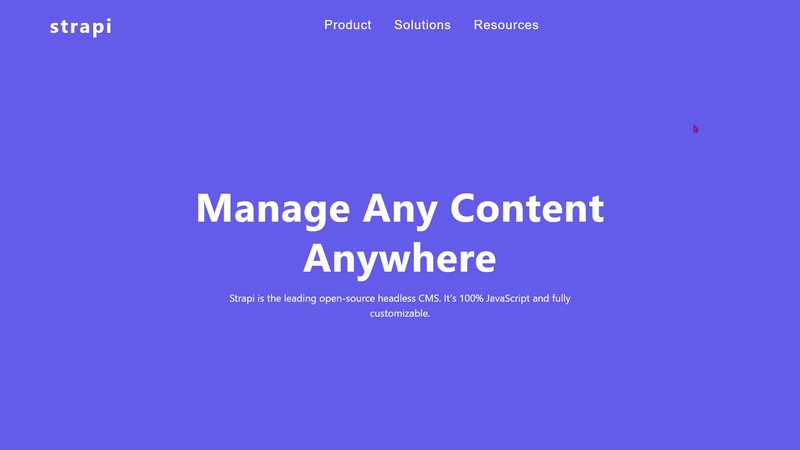 strapi
Product Solutions Resources
Manage Any Content
Anywhere
Strapi is the leading open-source headless CMS. It's 100% JavaScript and fully
customizable.